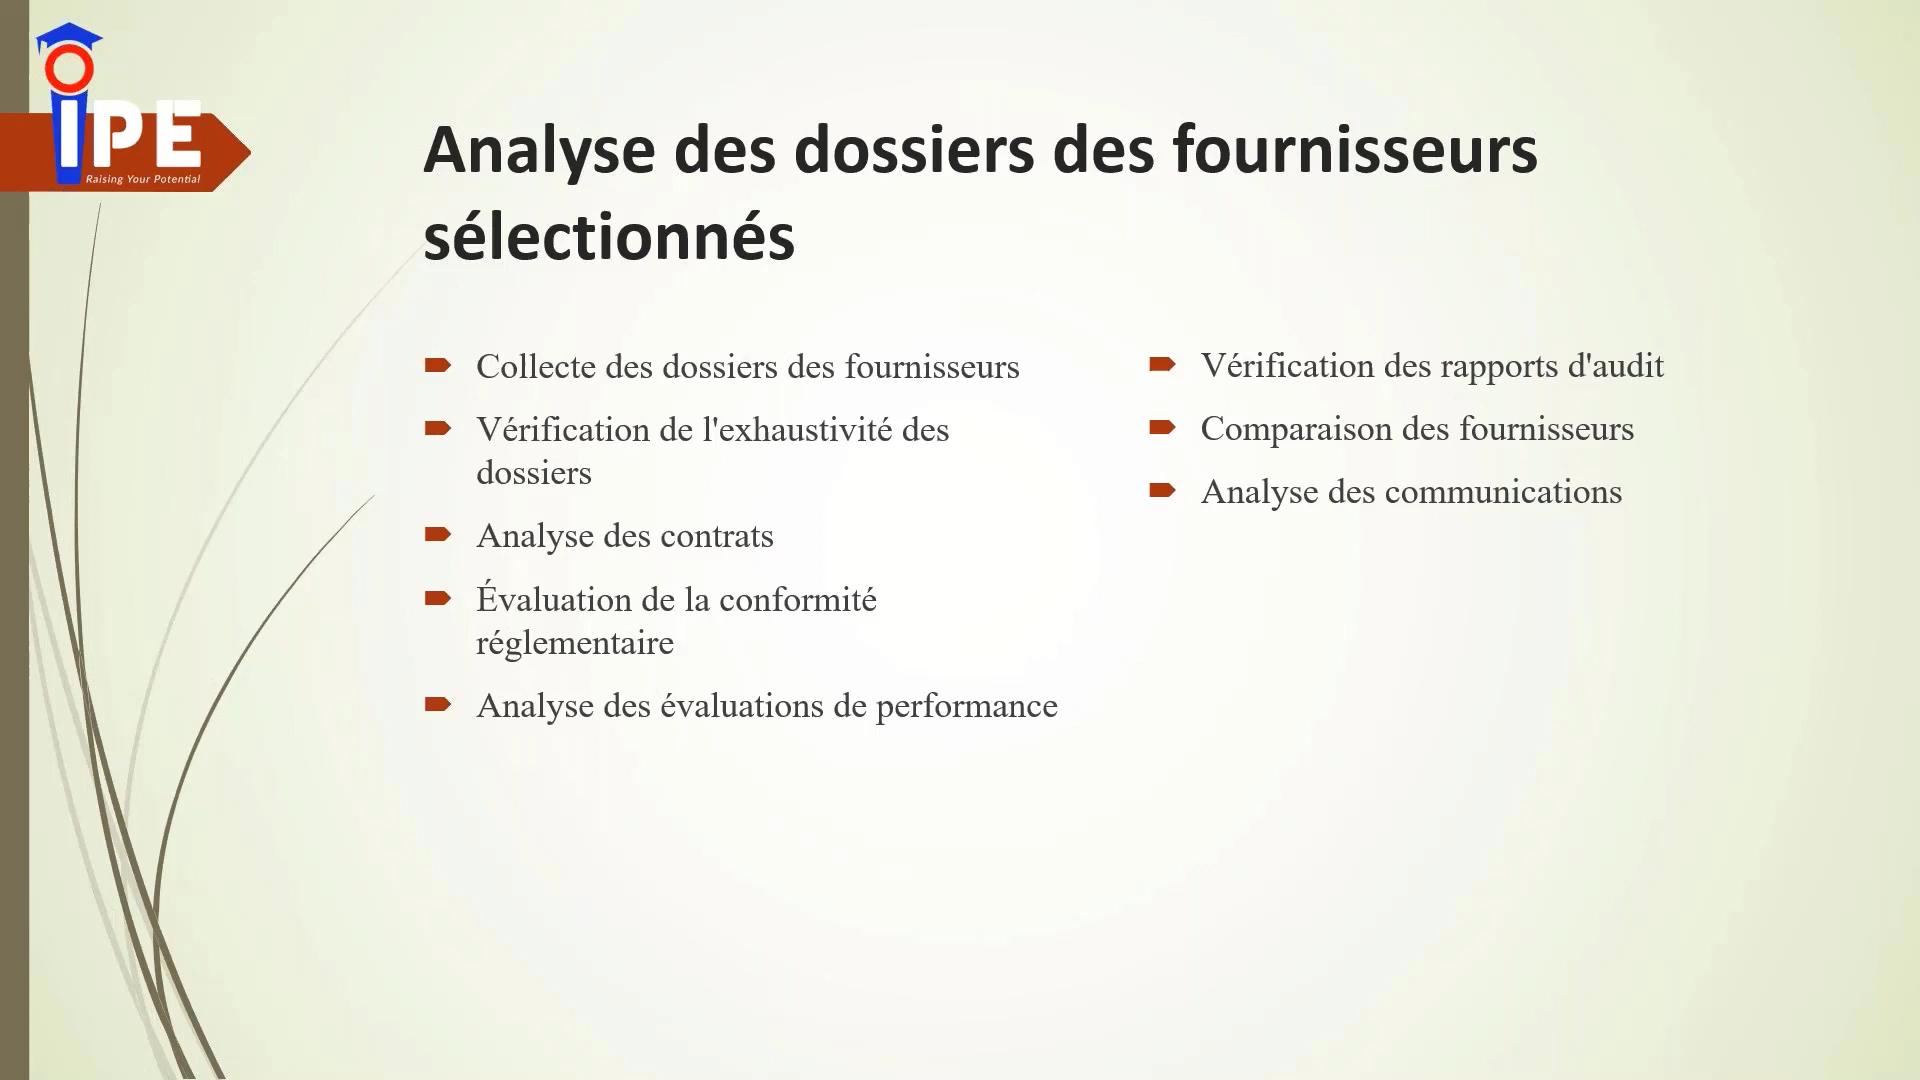 IPE
Raising Your Potential
Analyse des dossiers des fournisseurs
sélectionnés
Collecte des dossiers des fournisseurs
Vérification de l'exhaustivité des
dossiers
Analyse des contrats
Évaluation de la conformité
réglementaire
Analyse des évaluations de performance
Vérification des rapports d'audit
Comparaison des fournisseurs
Analyse des communications